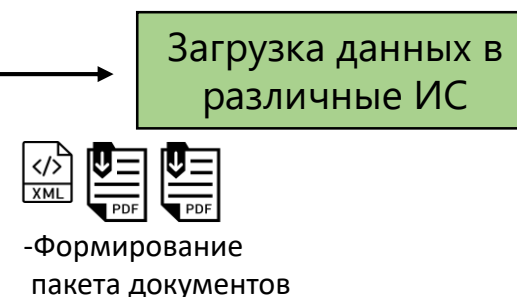 Загрузка данных в
различные ИС
</>
XML
PDF
PDF
-Формирование
пакета документов